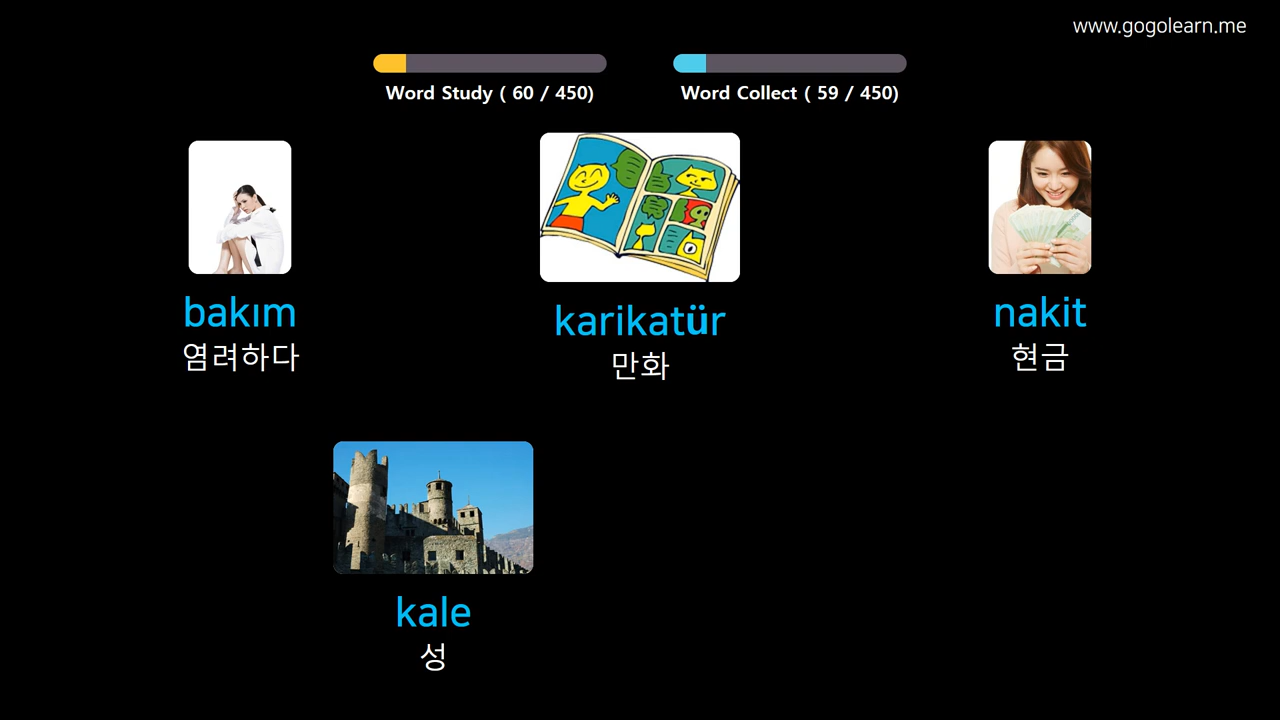 www.gogolearn.me
Word Study ( 60 / 450)
Word Collect ( 59 / 450)
bakım
염려하다
karikatür
만화
nakit
현금
kale
성